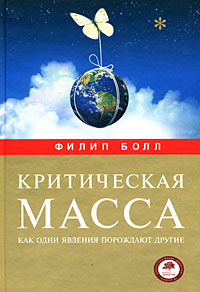 ФИЛИП БОЛЛ
КРИТИЧЕСКАЯ
МАССА
КАК ОДНИ ЯВЛЕНИЯ ПОРОЖДАЮТ ДРУГИЕ